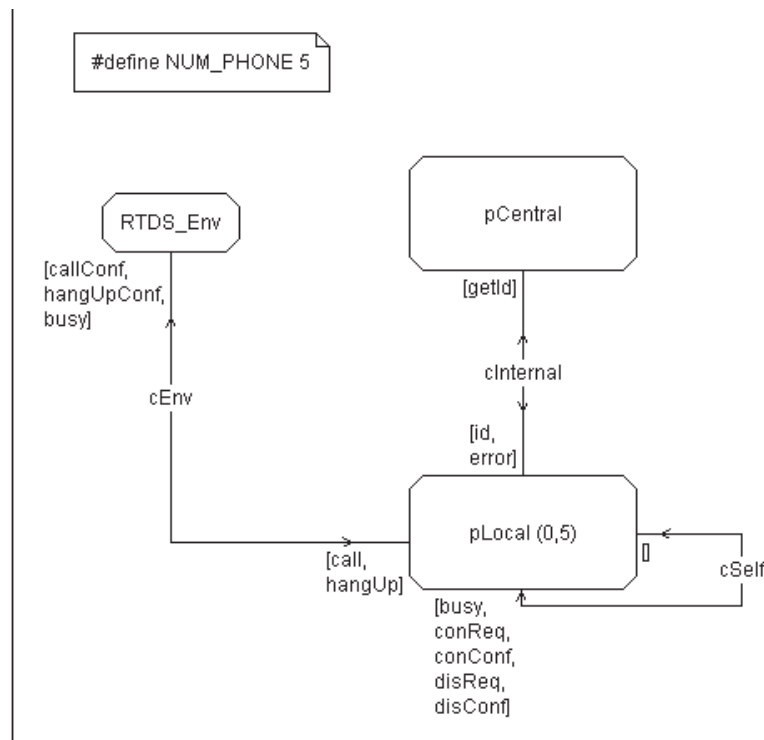 #define NUM_PHONE 5
RTDS_Env
pCentral
[callConf,
hangUpConf,
busy]
[getId]
cInternal
cEnv
[id,
error]
pLocal (0,5)
[]
cSelf
[call,
hangUp]
[busy,
conReq,
conConf,
disReq,
disConf]